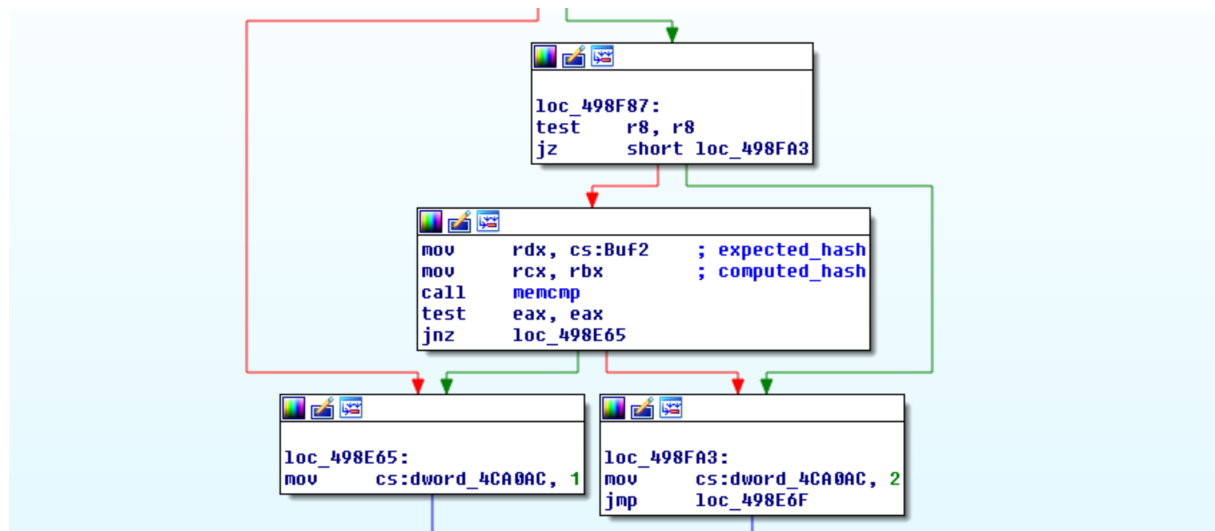 loc_498F87:
test r8, r8
jz short loc_498FA3
mov rdx, cs:Buf2 ; expected_hash
mov rcx, rbx ; computed_hash
call memcmp
test eax, eax
jnz loc_498E65
loc_498E65:
mov cs:dword_4CA0AC, 1
loc_498FA3:
mov cs:dword_4CA0AC, 2
jmp loc_498E6F